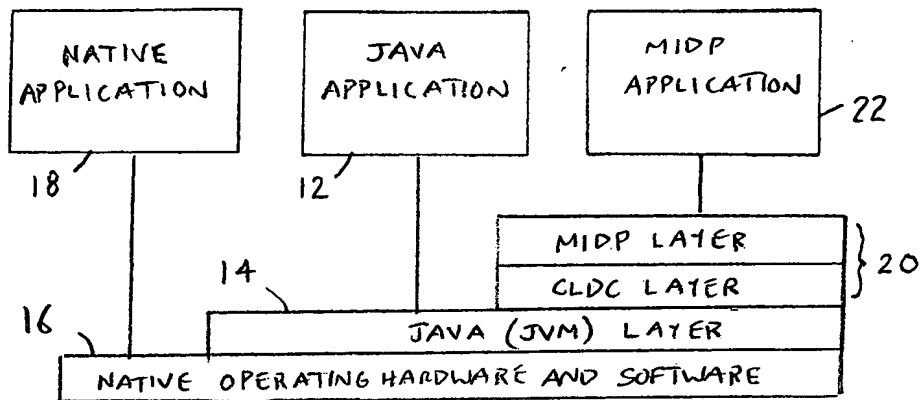 NATIVE
APPLICATION
JAVA
APPLICATION
MIDP
APPLICATION
22
18
12
MIDP LAYER
CLDC LAYER
20
14
JAVA (JVM) LAYER
16
NATIVE OPERATING HARDWARE AND SOFTWARE